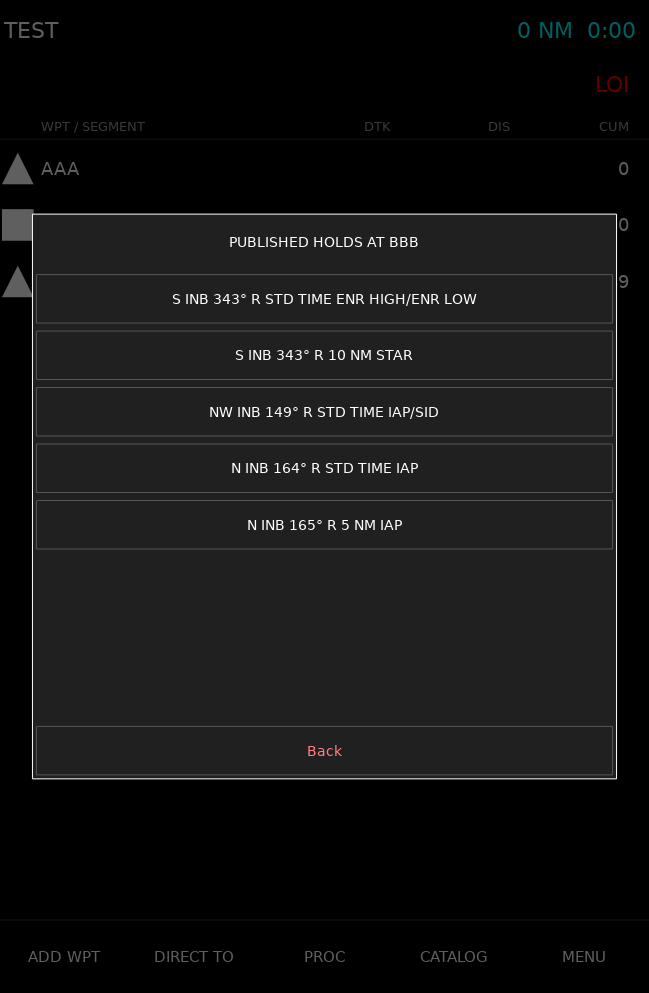 TEST 0 NM 0:00
LOI
WPT / SEGMENT DTK DIS CUM
AAA 0
0
9
PUBLISHED HOLDS AT BBB
S INB 343° R STD TIME ENR HIGH/ENR LOW
S INB 343° R 10 NM STAR
NW INB 149° R STD TIME IAP/SID
N INB 164° R STD TIME IAP
N INB 165° R 5 NM IAP
Back
ADD WPT DIRECT TO PROC CATALOG MENU